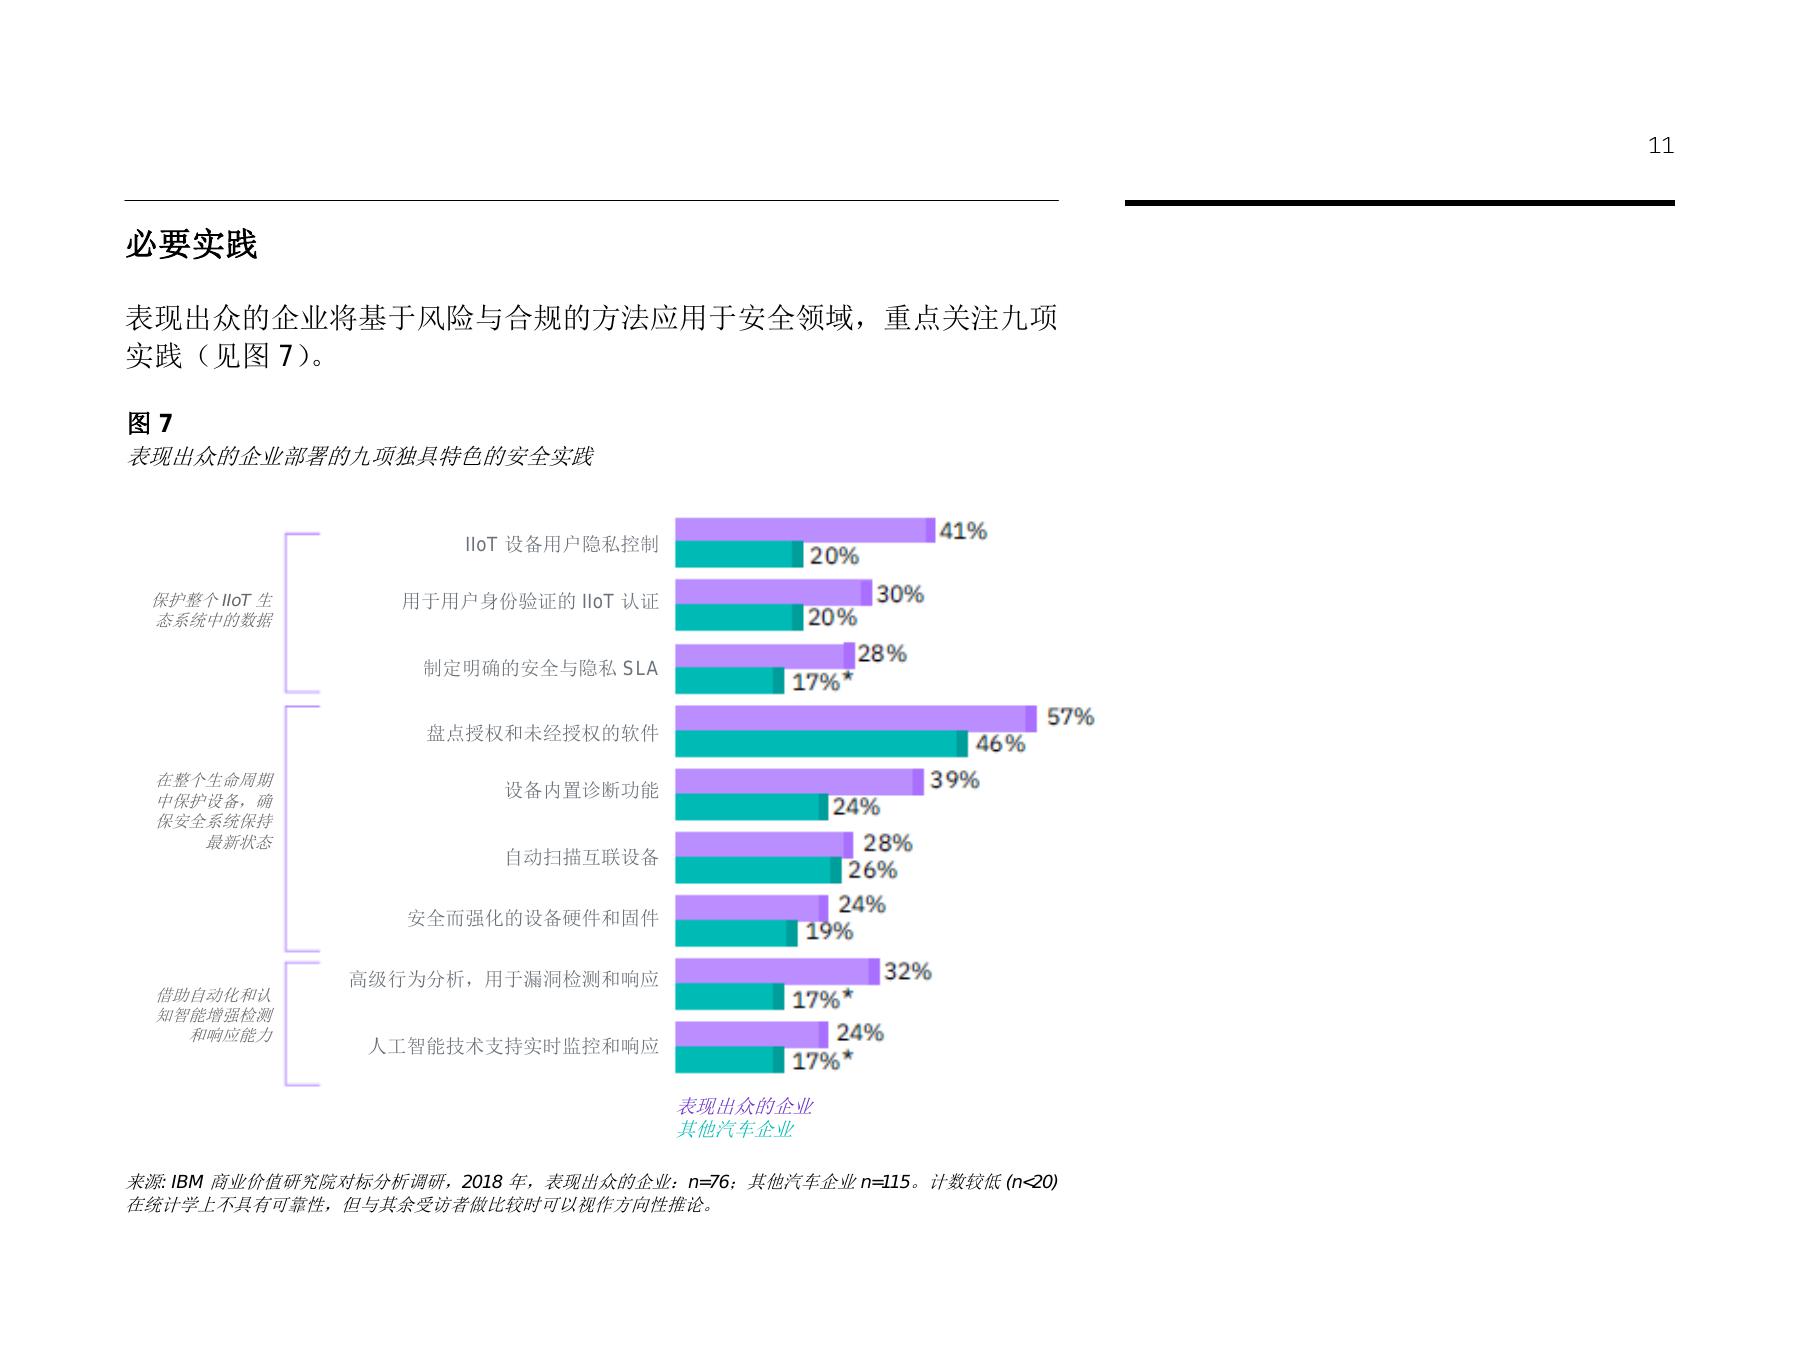 11
必要实践
表现出众的企业将基于风险与合规的方法应用于安全领域，重点关注九项
实践（见图 7）。
图 7
表现出众的企业部署的九项独具特色的安全实践
保护整个 IIoT 生
态系统中的数据
IIoT 设备用户隐私控制
41%
20%
用于用户身份验证的 IIoT 认证
30%
20%
制定明确的安全与隐私 SLA
28%
17%*
在整个生命周期
中保护设备，确
保安全系统保持
最新状态
盘点授权和未经授权的软件
57%
46%
设备内置诊断功能
39%
24%
自动扫描互联设备
28%
26%
安全而强化的设备硬件和固件
24%
19%
借助自动化和认
知智能增强检测
和响应能力
高级行为分析，用于漏洞检测和响应
32%
17%*
人工智能技术支持实时监控和响应
24%
17%*
表现出众的企业
其他汽车企业
来源: IBM 商业价值研究院对标分析调研，2018 年，表现出众的企业：n=76；其他汽车企业 n=115。计数较低 (n<20)
在统计学上不具有可靠性，但与其余受访者做比较时可以视作方向性推论。